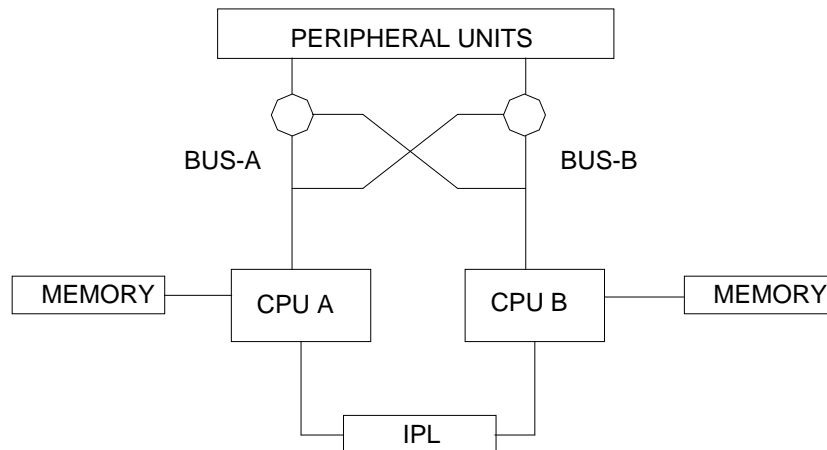 PERIPHERAL UNITS
BUS-A
BUS-B
MEMORY
CPU A
CPU B
MEMORY
IPL